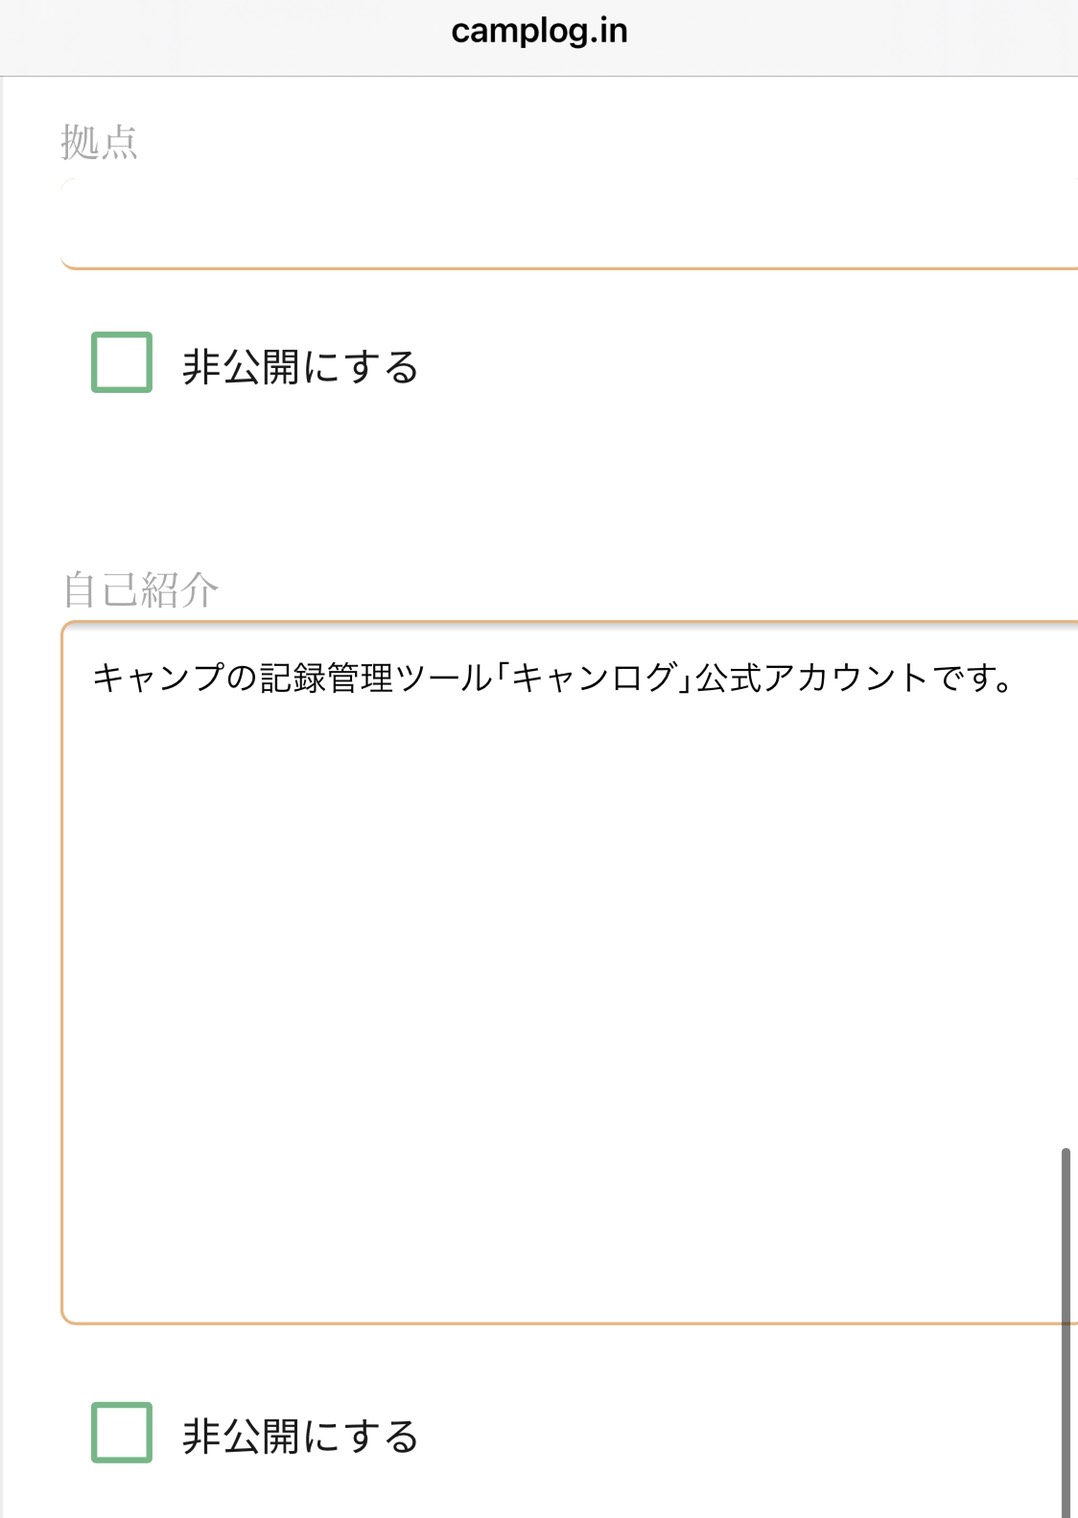 camplog.in
拠点
非公開にする
自己紹介
キャンプの記録管理ツール｢キャンログ｣公式アカウントです。
非公開にする